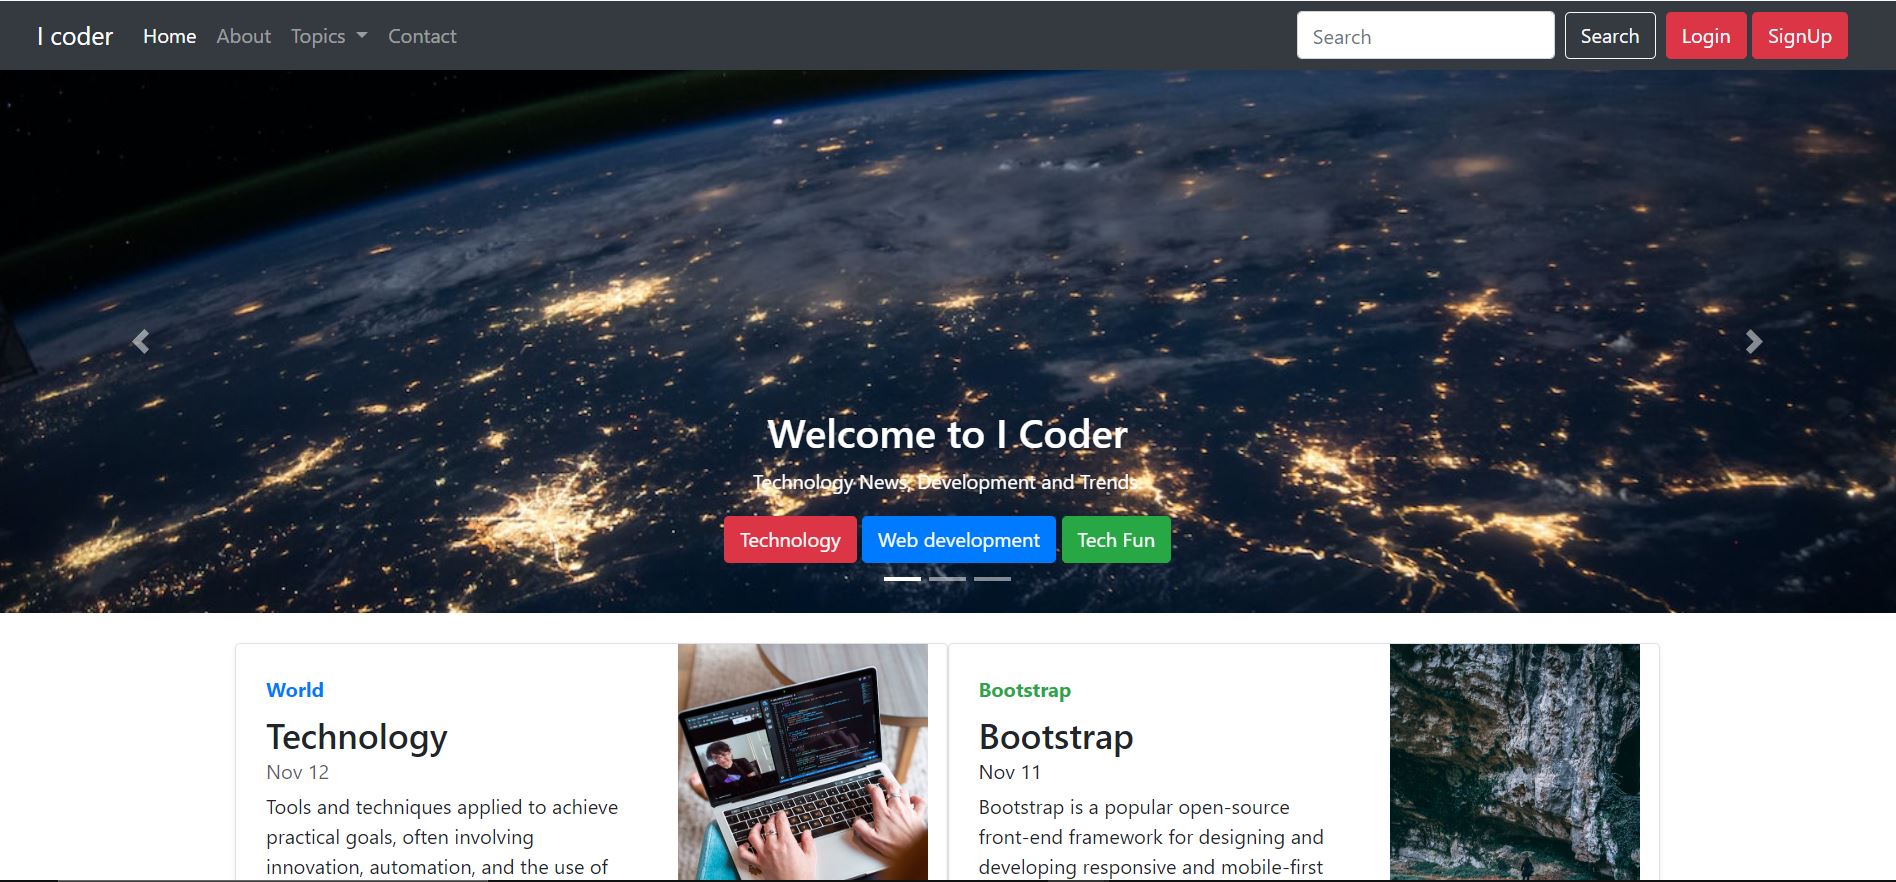 I coder Home About Topics Contact Search Search Login SignUp
Welcome to I Coder
Technology News, Development and Trends.
Technology Web development Tech Fun
World
Technology
Nov 12
Tools and techniques applied to achieve
practical goals, often involving
innovation, automation, and the use of
Bootstrap
Bootstrap
Nov 11
Bootstrap is a popular open-source
front-end framework for designing and
developing responsive and mobile-first